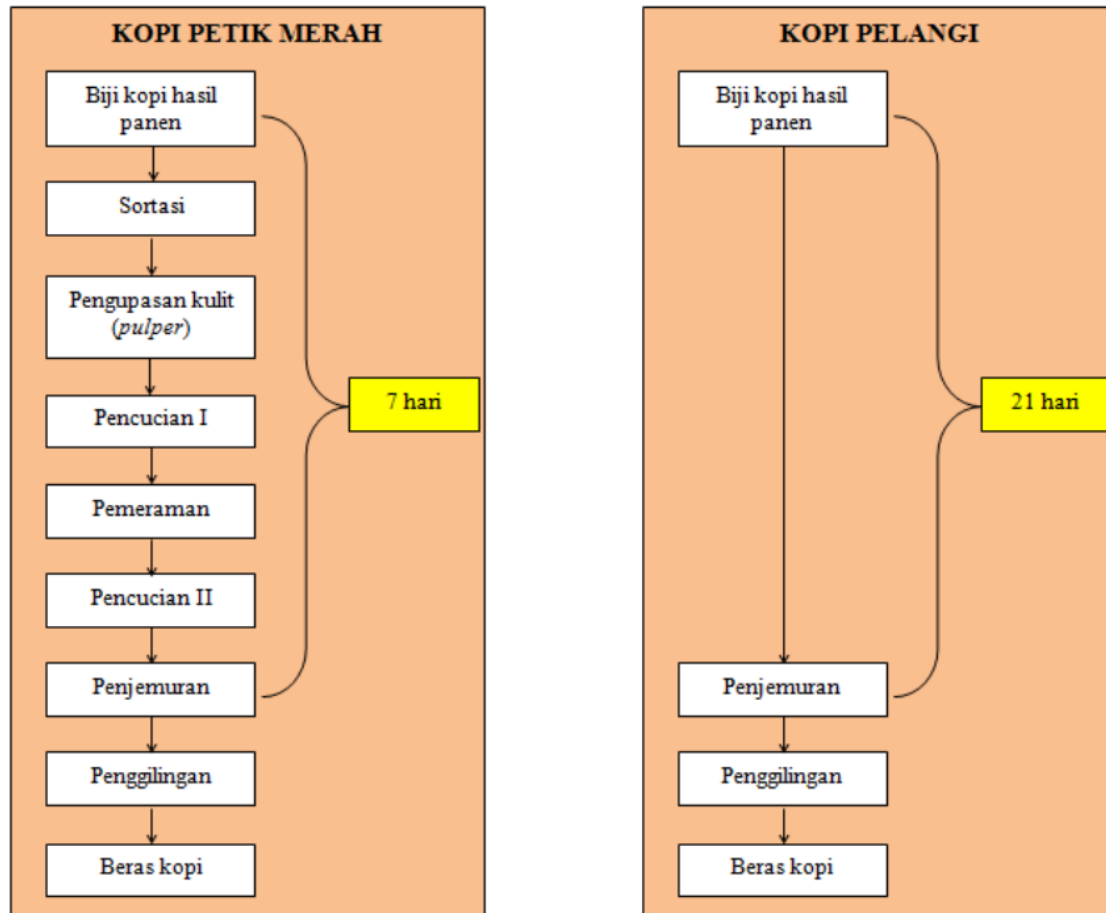 KOPI PETIK MERAH
Biji kopi hasil
panen
Sortasi
Pengupasan kulit
(pulper)
Pencucian I
Pemeraman
Pencucian II
Penjemuran
Penggilingan
Beras kopi
7 hari
KOPI PELANGI
Biji kopi hasil
panen
Penjemuran
Penggilingan
Beras kopi
21 hari